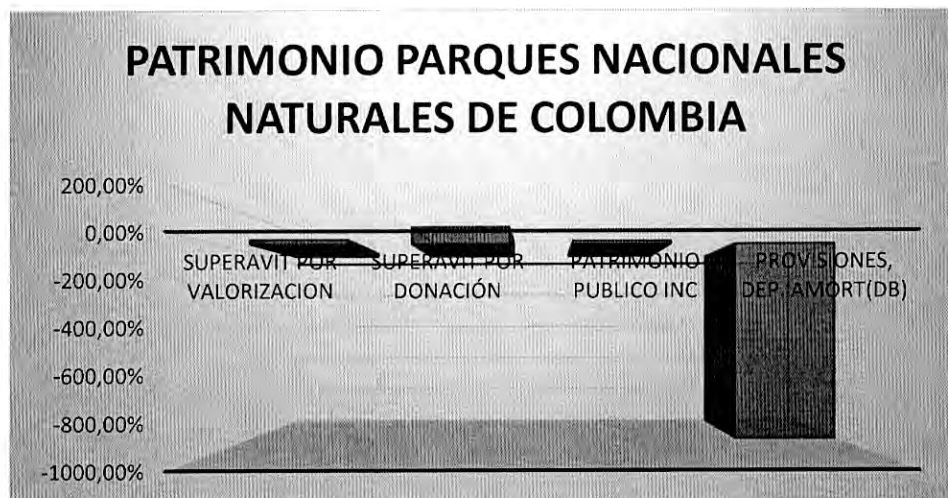 PATRIMONIO PARQUES NACIONALES
NATURALES DE COLOMBIA
200,00%
0,00%
-200,00%
-400,00%
-600,00%
-800,00%
-1000,00%
SUPERAVIT POR
VALORIZACION
SUPERAVIT POR
DONACIÓN
PATRIMONIO
PUBLICO INC
PROVISIONES,
DEP. AMORT(DB)